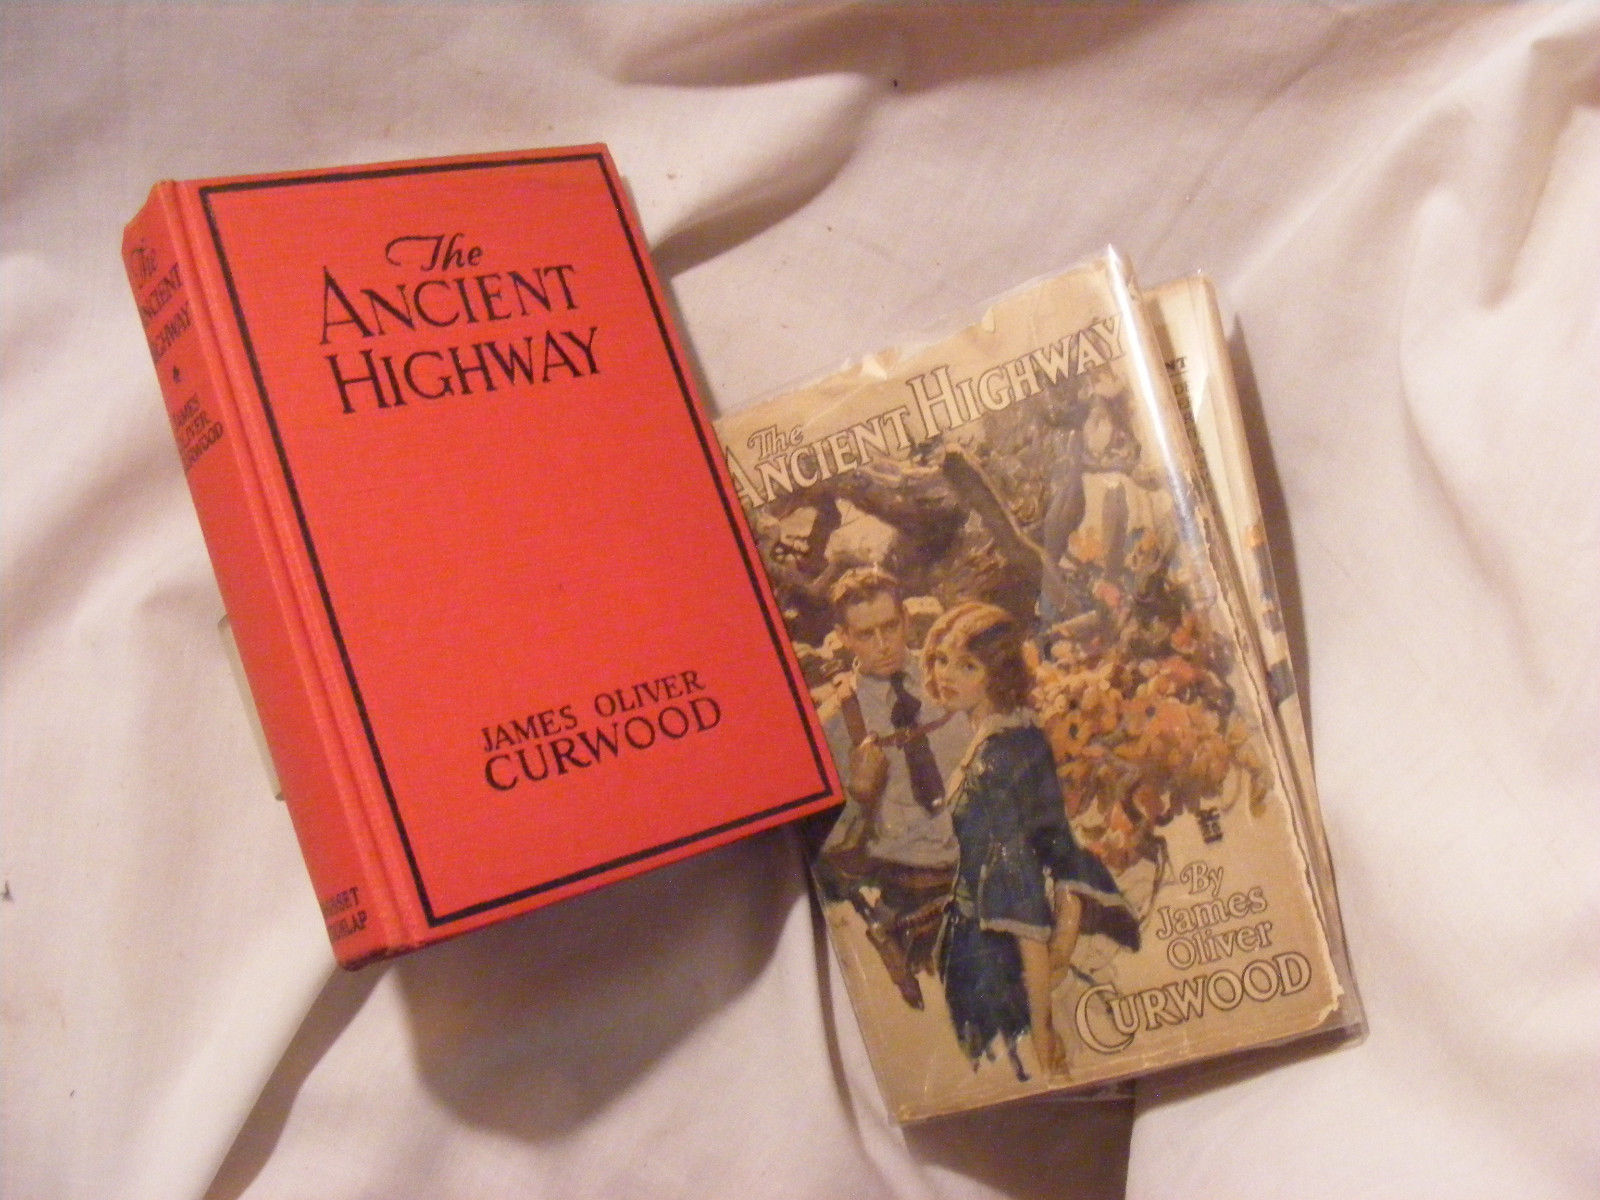 The
ANCIENT
HIGHWAY
JAMES OLIVER
CURWOOD
The
ANCIENT
HIGHWAY
JAMES
OLIVER
CURWOOD
The
ANCIENT HIGHWAY
By
James
Oliver
CURWOOD